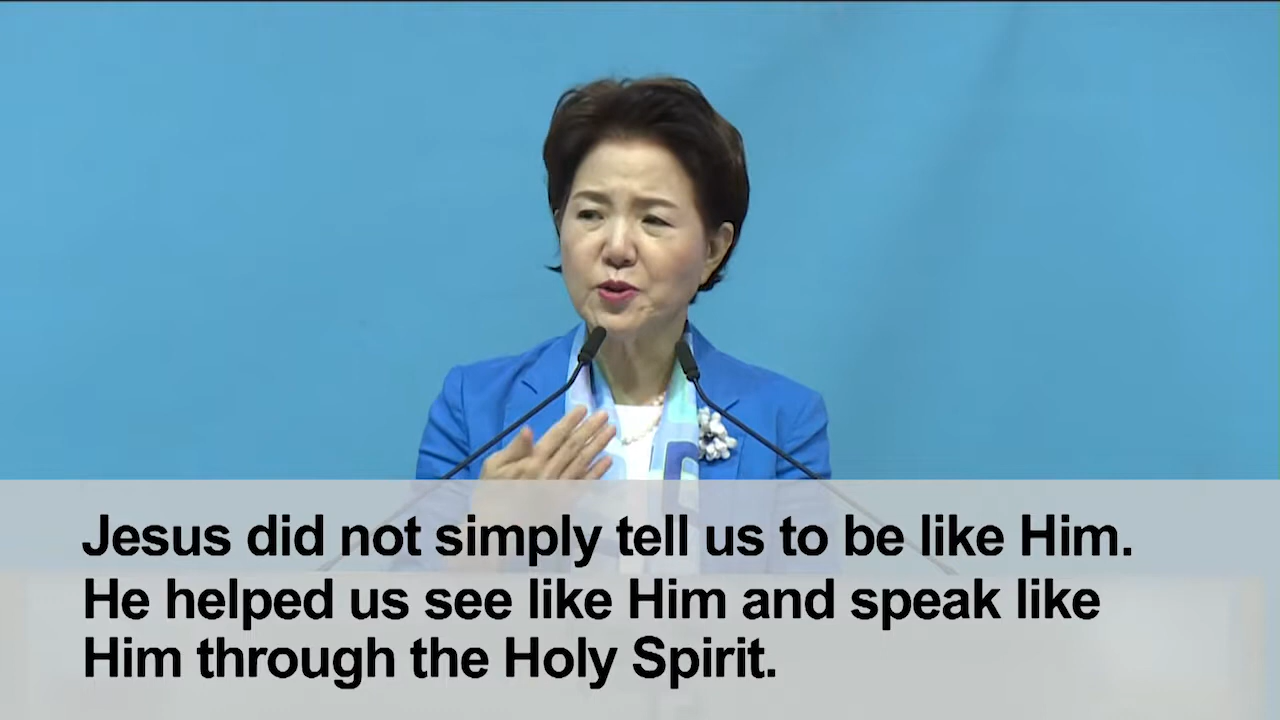 Jesus did not simply tell us to be like Him.
He helped us see like Him and speak like
Him through the Holy Spirit.